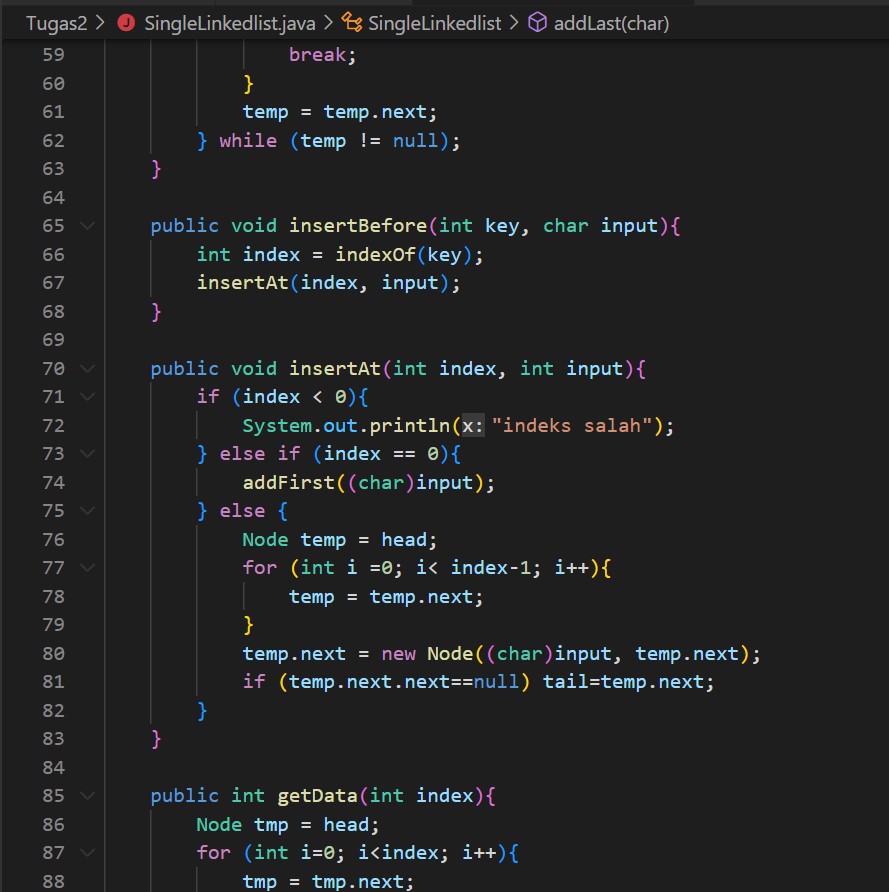 Tugas2 > J SingleLinkedlist.java > SingleLinkedlist > addLast(char)
59 break;
60 }
61 temp = temp.next;
62 } while (temp != null);
63 }
64
65 public void insertBefore(int key, char input){
66 int index = indexOf(key);
67 insertAt(index, input);
68 }
69
70 public void insertAt(int index, int input){
71 if (index < 0){
72 System.out.println(x: "indeks salah");
73 } else if (index == 0){
74 addFirst((char)input);
75 } else {
76 Node temp = head;
77 for (int i =0; i< index-1; i++){
78 temp = temp.next;
79 }
80 temp.next = new Node((char)input, temp.next);
81 if (temp.next.next==null) tail=temp.next;
82 }
83 }
84
85 public int getData(int index){
86 Node tmp = head;
87 for (int i=0; i<index; i++){
88 tmp = tmp.next;